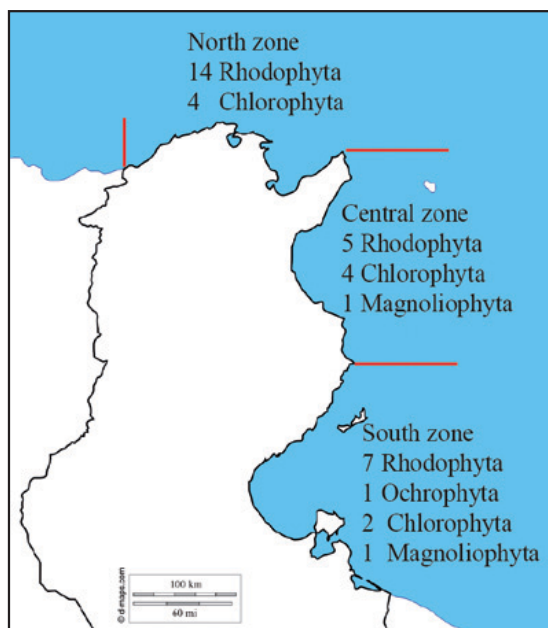 North zone
14 Rhodophyta
4 Chlorophyta
Central zone
5 Rhodophyta
4 Chlorophyta
1 Magnoliophyta
South zone
7 Rhodophyta
1 Ochrophyta
2 Chlorophyta
1 Magnoliophyta
© d-maps.com
100 km
60 mi